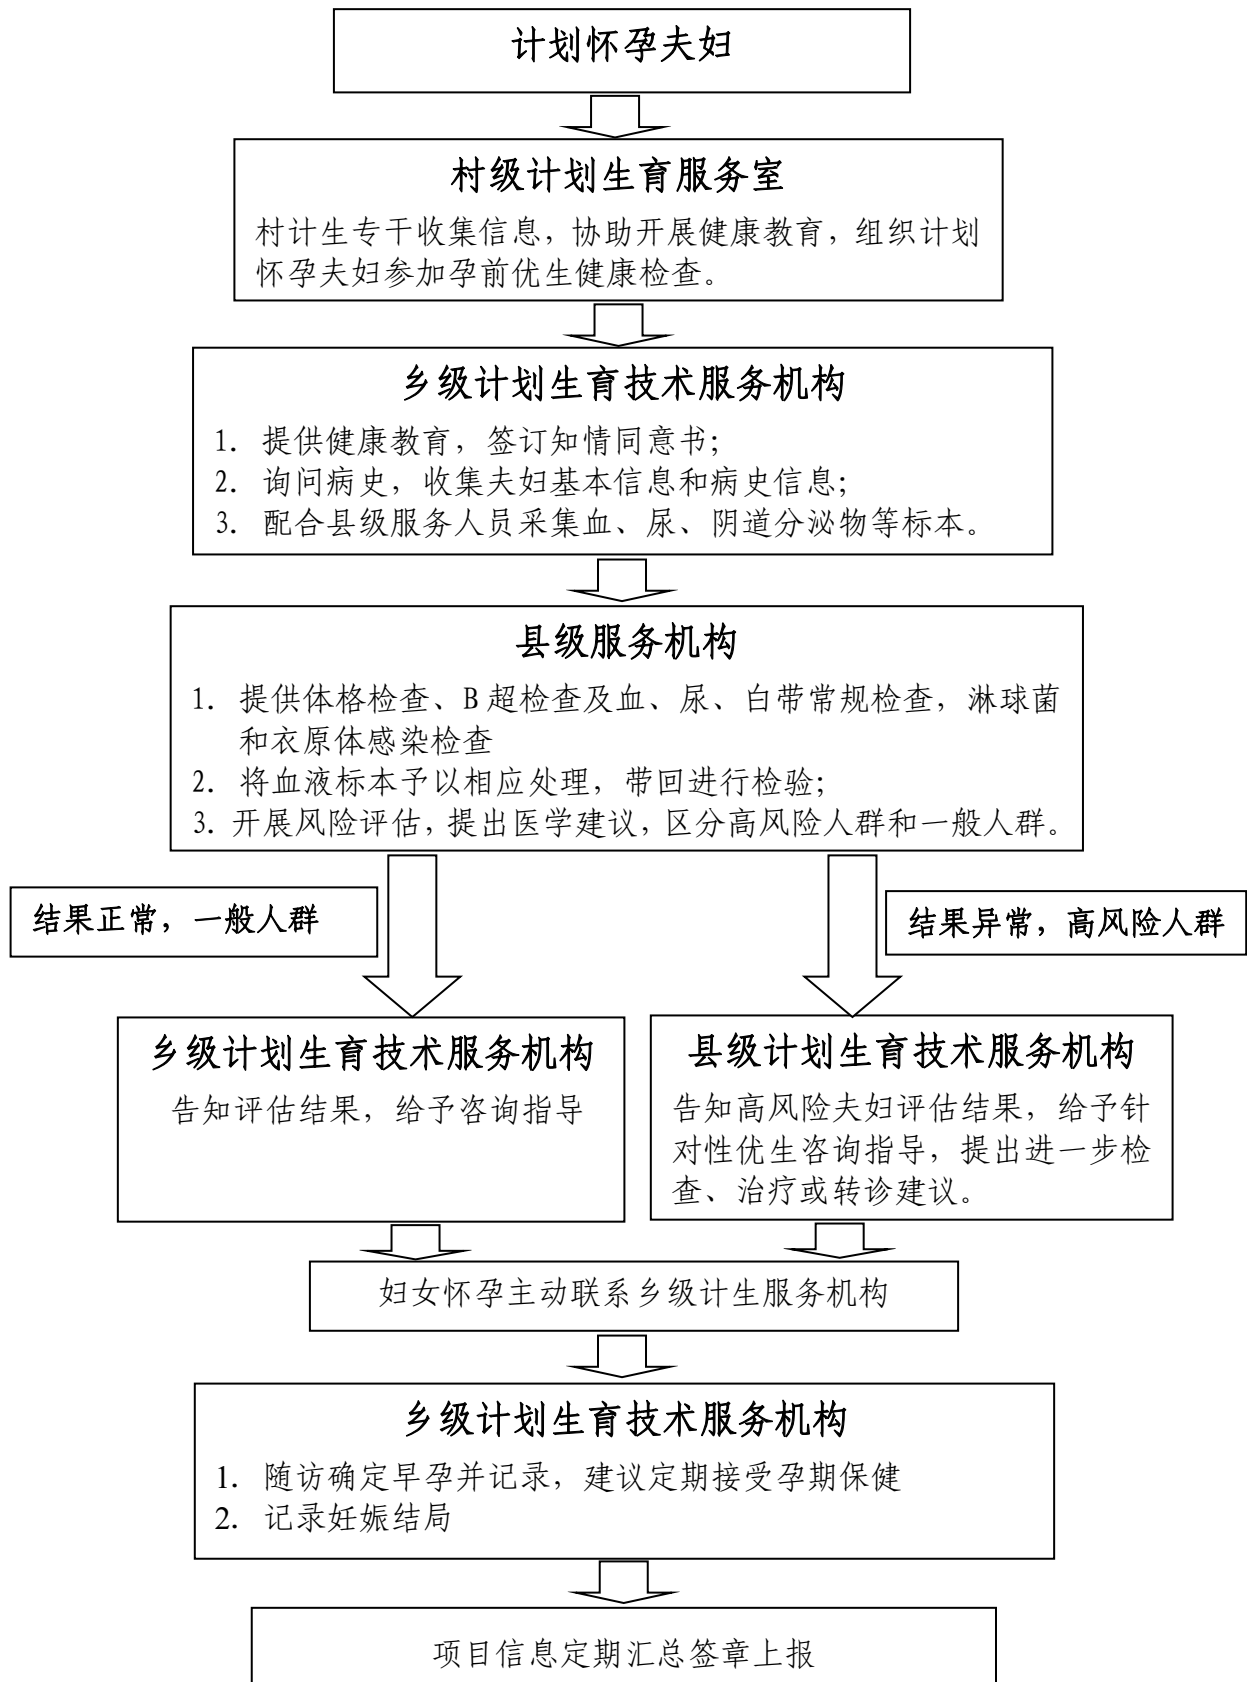 计划怀孕夫妇
村级计划生育服务室
村计生专干收集信息，协助开展健康教育，组织计划
怀孕夫妇参加孕前优生健康检查。
乡级计划生育技术服务机构
1. 提供健康教育，签订知情同意书；
2. 询问病史，收集夫妇基本信息和病史信息；
3. 配合县级服务人员采集血、尿、阴道分泌物等标本。
县级服务机构
1. 提供体格检查、B 超检查及血、尿、白带常规检查，淋球菌
和衣原体感染检查
2. 将血液标本予以相应处理，带回进行检验；
3. 开展风险评估，提出医学建议，区分高风险人群和一般人群。
结果正常，一般人群
结果异常，高风险人群
乡级计划生育技术服务机构
告知评估结果，给予咨询指导
县级计划生育技术服务机构
告知高风险夫妇评估结果，给予针
对性优生咨询指导，提出进一步检
查、治疗或转诊建议。
妇女怀孕主动联系乡级计生服务机构
乡级计划生育技术服务机构
1. 随访确定早孕并记录，建议定期接受孕期保健
2. 记录妊娠结局
项目信息定期汇总签章上报